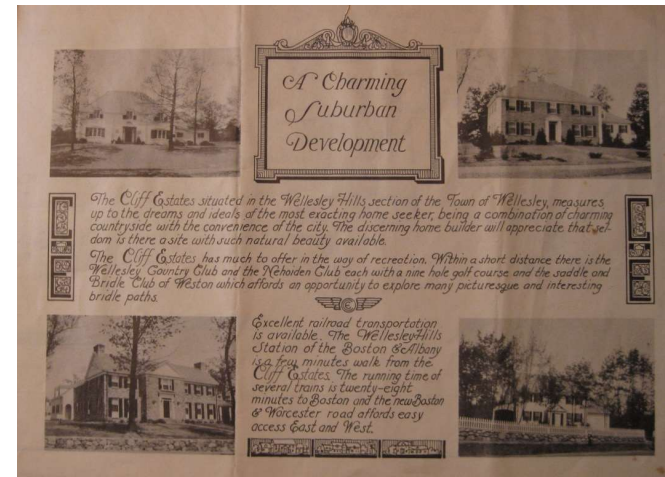 A Charming
Suburban
Development
The Cliff Estates situated in the Wellesley Hills section of the Town of Wellesley, measures
up to the dreams and ideals of the most exacting home seeker, being a combination of charming
countryside with the convenience of the city. The discerning home builder will appreciate that sel-
dom is there a site with such natural beauty available.
The Cliff Estates has much to offer in the way of recreation. Within a short distance there is the
Wellesley Country Club and the Nehoiden Club each with a nine hole golf course and the saddle and
Bridle Club of Weston which affords an opportunity to explore many picturesque and interesting
bridle paths.
Excellent railroad transportation
is available. The Wellesley Hills
Station of the Boston & Albany
is a few minutes walk from the
Cliff Estates. The running time of
several trains is twenty-eight
minutes to Boston and the new Boston
& Worcester road affords easy
access East and West.